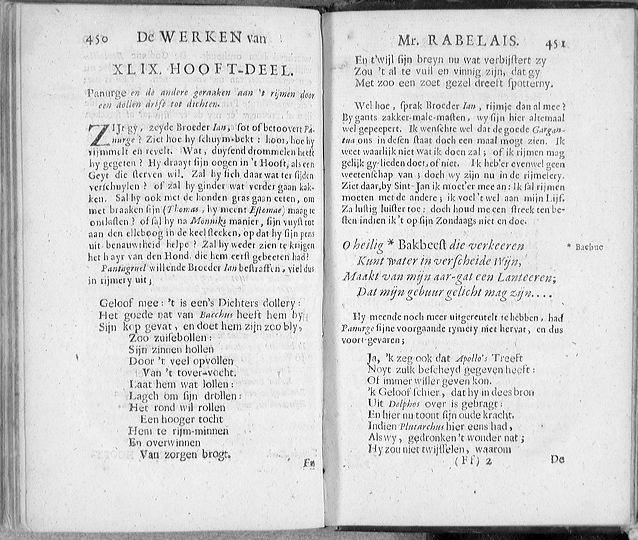 450 De WERKEN van
XLIX. HOOFT-DEEL.
Panurge en de andere geraaken aan 't rijmen door
een dollen drift tot dichten.
Zijt gy, zeyde Broeder Ian, sot of betoovert Pa-
nurge? Ziet hoe hy schuym-bekt! hoor, hoe hy
rijmmelt en revelt. Wat, duysend drommelen heeft
hy gegeten? Hy draayt sijn oogen in 't Hooft, als een
Geyt die sterven wil. Zal hy sich daar wat ter sijden
verschuylen? of zal hy ginder wat verder gaan kak-
ken. Sal hy ook met de honden gras gaan eeten, om
met braaken sijn (Thomas, hy meent Estomac) maag te
ontlasten? of sal hy na Monniks manier, sijn vuyst tot
aan den elleboog in de keel steeken, op dat hy sijn pens
uit benauwtheid helpe? Zal hy weder zien te krijgen
het hayr van den Hond, die hem eerst gebeeten had?
Pantagruel willende Broeder Ian bestraffen, viel dus
in rijmery uit;
Geloof mee: 't is een's Dichters dollery:
Het goede nat van Bacchus heeft hem by
Sijn kop gevat, en doet hem zijn zoo bly,
Zoo zuisebollen:
Sijn zinnen hollen
Door 't veel opvollen
Van 't tover-vocht.
Laat hem wat lollen:
Lagch om sijn drollen:
Het rond wil rollen
Een hooger tocht
Hem te rijm-minnen
En overwinnen
Van zorgen brogt.
En
Mr. RABELAIS. 451
En t'wijl sijn breyn nu wat verbijstert zy
Zou 't al te vuil en vinnig zijn, dat gy
Met zoo een zoet gezel dreeft spotterny.
Wel hoe, sprak Broeder Ian, rijmje dan al mee?
By gants zakker-male-masten, wy sijn hier altemaal
wel gepeepert. Ik wenschte wel dat de goede Gargan-
tua ons in desen staat doch een maal mogt zien. Ik
weet waarlijk niet wat ik doen zal; of ik rijmen mag
gelijk gy-lieden doet, of niet. Ik heb'er evenwel geen
weetenschap van; doch wy zijn nu in de rijmelery.
Ziet daar, by Sint-Jan ik moet'er mee aan: Ik sal rijmen
moeten met de andere; ik voel't wel aan mijn Lijf.
Za lustig luister toe: doch houd me een streek ten be-
sten indien ik't op sijn Zondaags niet en doe.
O heilig * Bakbeest die verkeeren * Bacbuc
Kunt water in verscheide Wijn,
Maakt van mijn aar-gat een Lanteeren;
Dat mijn gebuur gelicht mag zijn....
Hy meende noch meer uitgereutelt te hebben, had
Panurge sijne voorgaande rymery niet hervat, en dus
voort-gevaren;
Ja, 'k zeg ook dat Apollo's Treeft
Noyt zulk bescheyd gegeven heeft:
Of immer wisser geven kon.
'k Geloof schier, dat hy in dees bron
Uit Delphos over is gebragt:
En hier nu toont sijn oude kracht.
Indien Plutarchus hier eens had,
Als wy, gedronken 't wonder nat;
Hy zou niet twijffelen, waarom
(Ff) 2 De